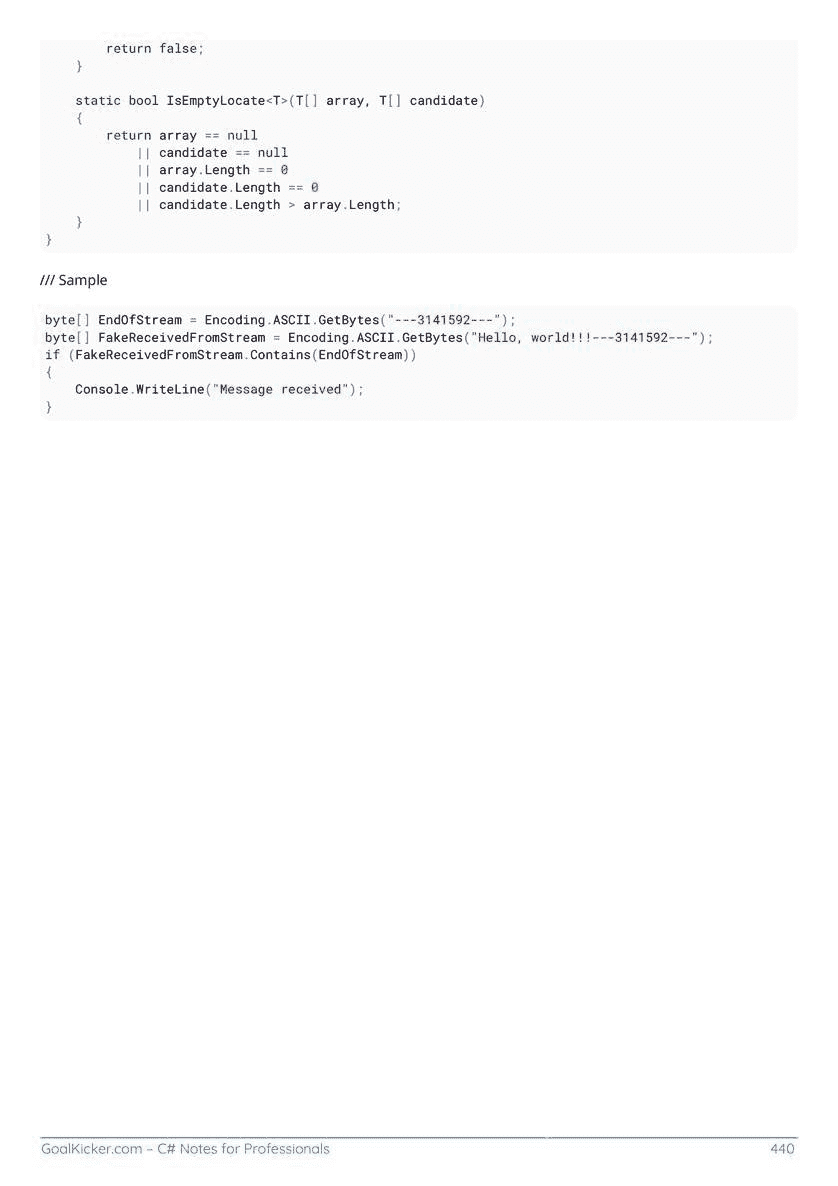 return false;
    }

    static bool IsEmptyLocate<T>(T[] array, T[] candidate)
    {
        return array == null
            || candidate == null
            || array.Length == 0
            || candidate.Length == 0
            || candidate.Length > array.Length;
    }
}
/// Sample
byte[] EndOfStream = Encoding.ASCII.GetBytes("---3141592---");
byte[] FakeReceivedFromStream = Encoding.ASCII.GetBytes("Hello, world!!!---3141592---");
if (FakeReceivedFromStream.Contains(EndOfStream))
{
    Console.WriteLine("Message received");
}
GoalKicker.com – C# Notes for Professionals 440